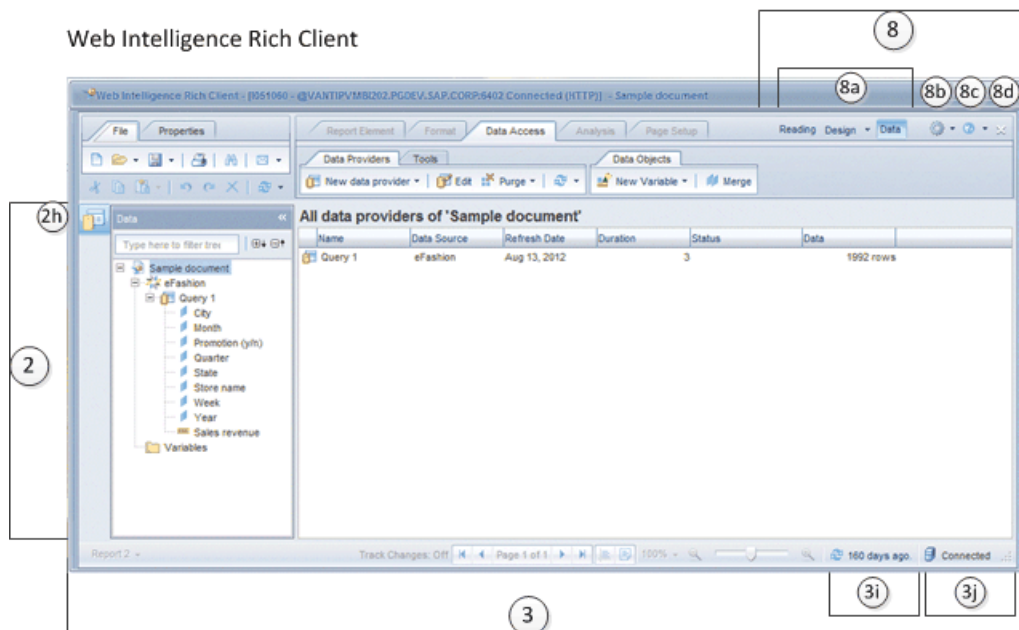 8
Web Intelligence Rich Client
8a 8b 8c 8d
Web Intelligence Rich Client - [I051060 - @VANTIPVMBI202.PGDEV.SAP.CORP:6402 Connected (HTTP)] - Sample document
File Properties Report Element Format Data Access Analysis Page Setup Reading Design Data
Data Providers Tools Data Objects
New data provider Edit Purge New Variable Merge
2h
Data «
All data providers of 'Sample document'
Type here to filter tree
Name Data Source Refresh Date Duration Status Data
Query 1 eFashion Aug 13, 2012 3 1992 rows
Sample document
eFashion
Query 1
City
Month
Promotion (y/n)
Quarter
State
Store name
Week
Year
Sales revenue
Variables
2
Report 2 Track Changes: Off Page 1 of 1 100% 160 days ago Connected
3i 3j
3